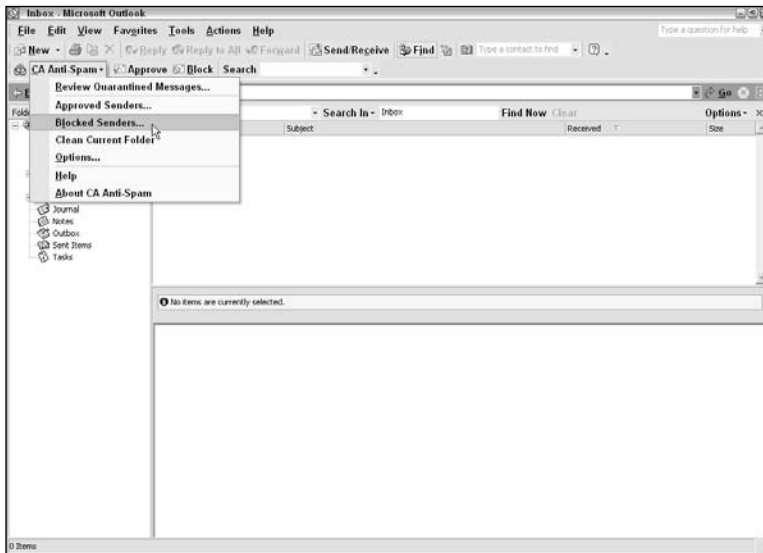 Inbox - Microsoft Outlook
File Edit View Favorites Tools Actions Help
Type a question for help
New Reply Reply to All Forward Send/Receive Find Type a contact to find
CA Anti-Spam Approve Block Search
Review Quarantined Messages...
Go
Approved Senders...
Search In Inbox Find Now Clear Options
Blocked Senders...
Subject Received Size
Clean Current Folder
Options...
Help
About CA Anti-Spam
Journal
Notes
Outbox
Sent Items
Tasks
No items are currently selected.
0 Items